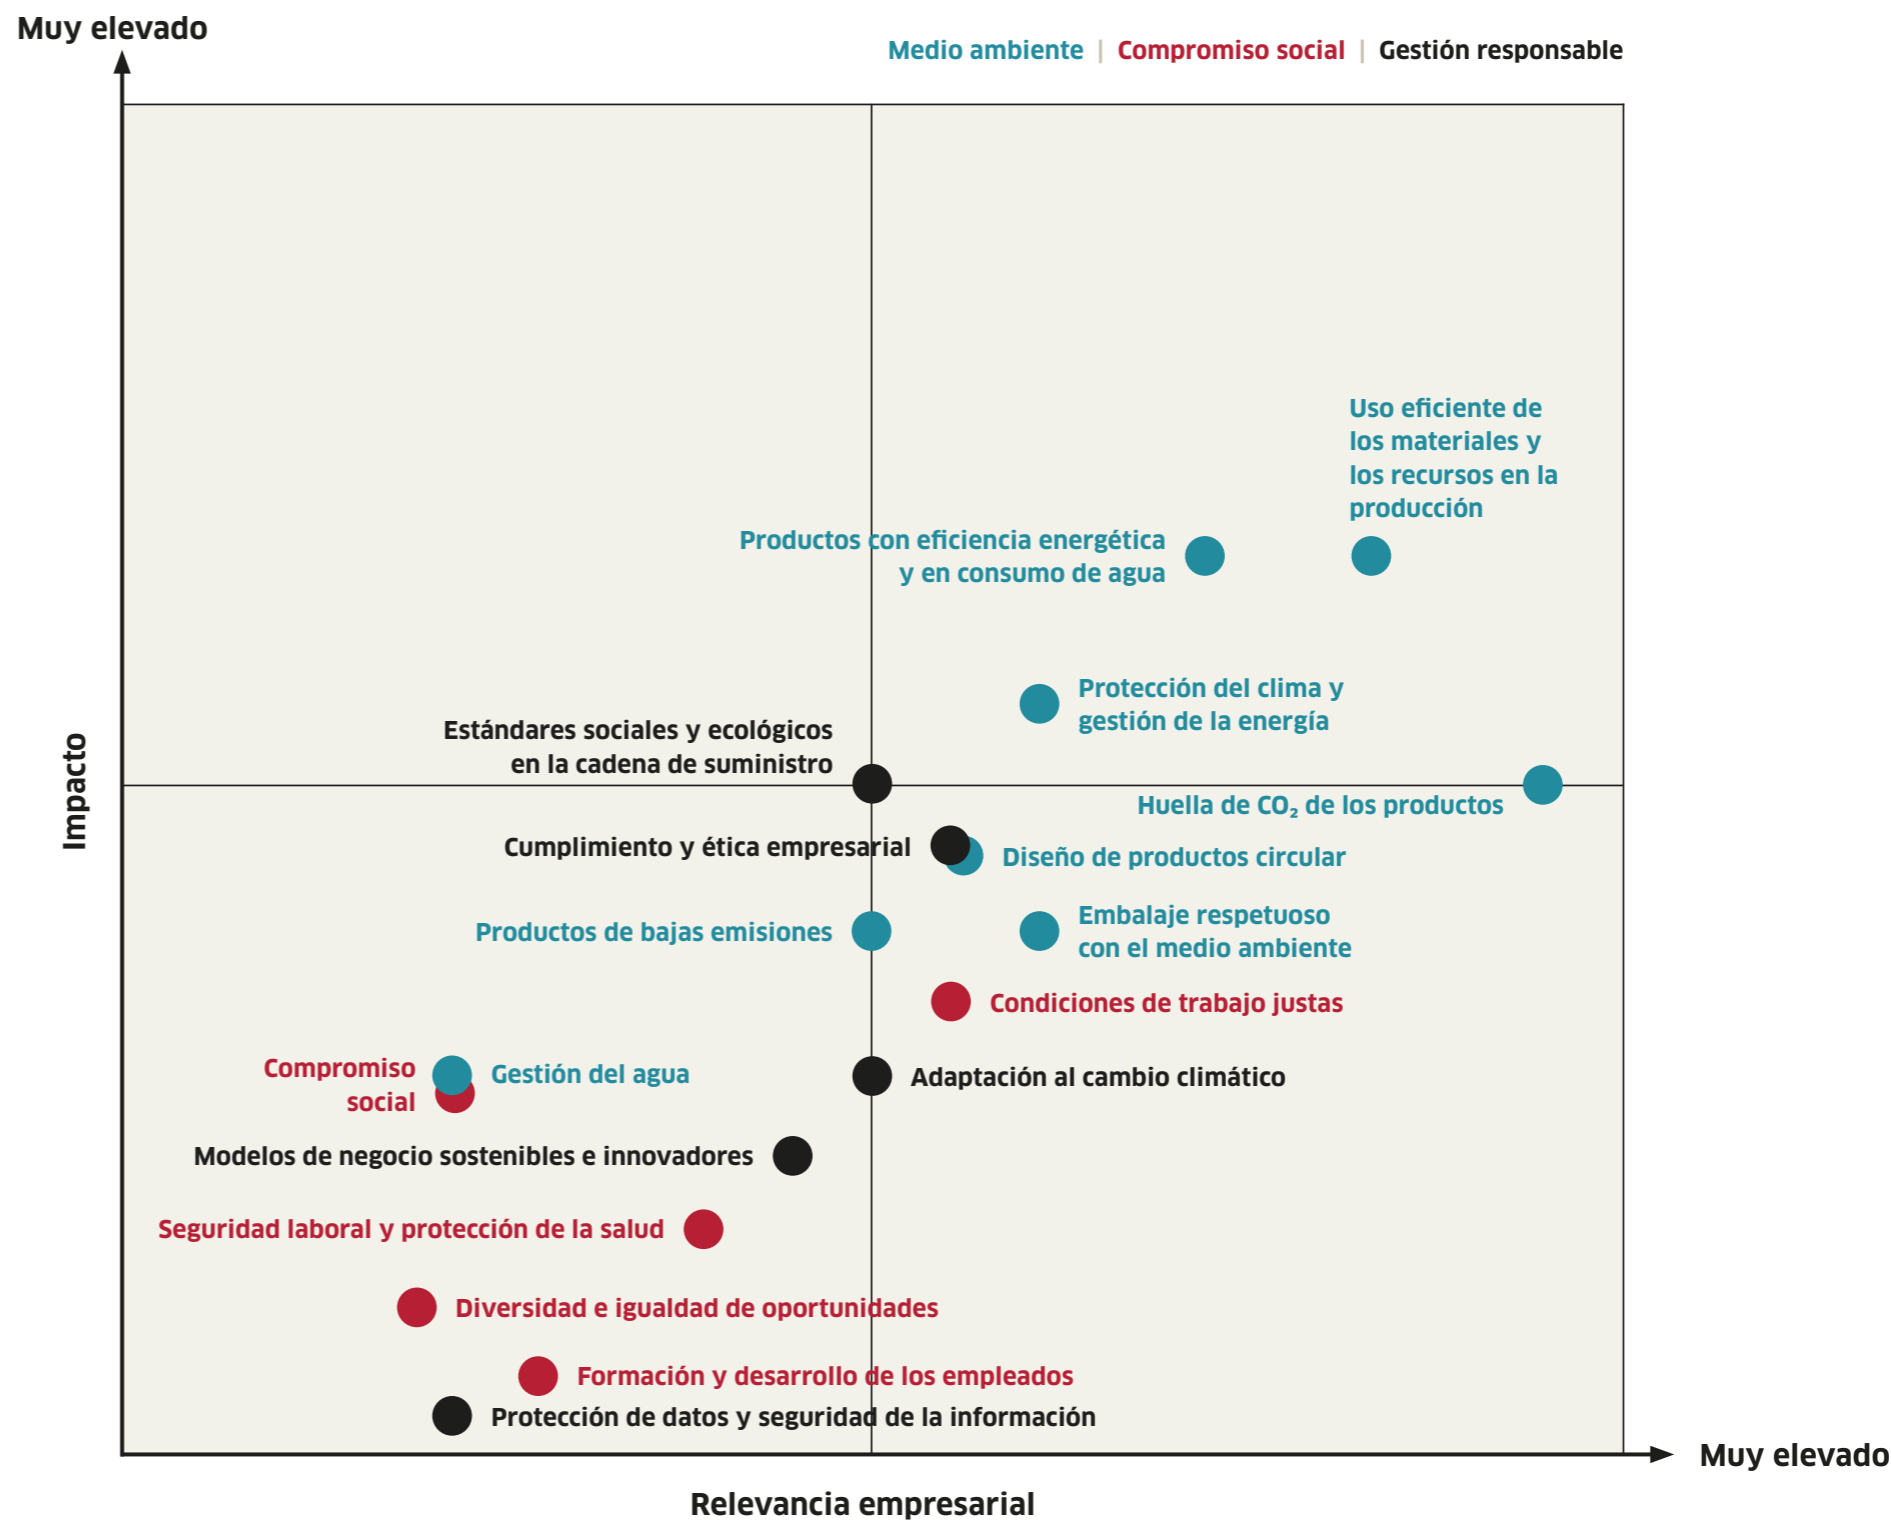 Muy elevado
Medio ambiente | Compromiso social | Gestión responsable
Uso eficiente de
los materiales y
los recursos en la
producción
Productos con eficiencia energética
y en consumo de agua
Protección del clima y
gestión de la energía
Estándares sociales y ecológicos
en la cadena de suministro
Impacto
Huella de CO₂ de los productos
Cumplimiento y ética empresarial
Diseño de productos circular
Productos de bajas emisiones
Embalaje respetuoso
con el medio ambiente
Condiciones de trabajo justas
Compromiso
social
Gestión del agua
Adaptación al cambio climático
Modelos de negocio sostenibles e innovadores
Seguridad laboral y protección de la salud
Diversidad e igualdad de oportunidades
Formación y desarrollo de los empleados
Protección de datos y seguridad de la información
Muy elevado
Relevancia empresarial